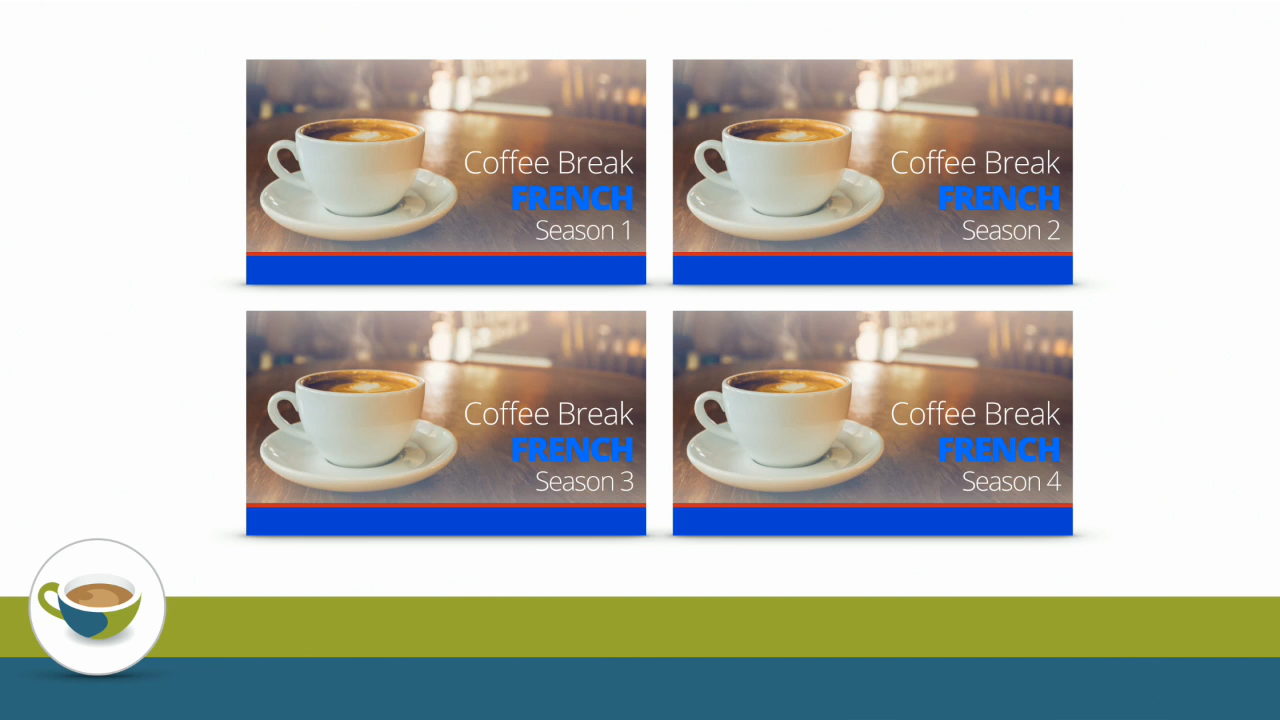 Coffee Break
FRENCH
Season 1
Coffee Break
FRENCH
Season 2
Coffee Break
FRENCH
Season 3
Coffee Break
FRENCH
Season 4